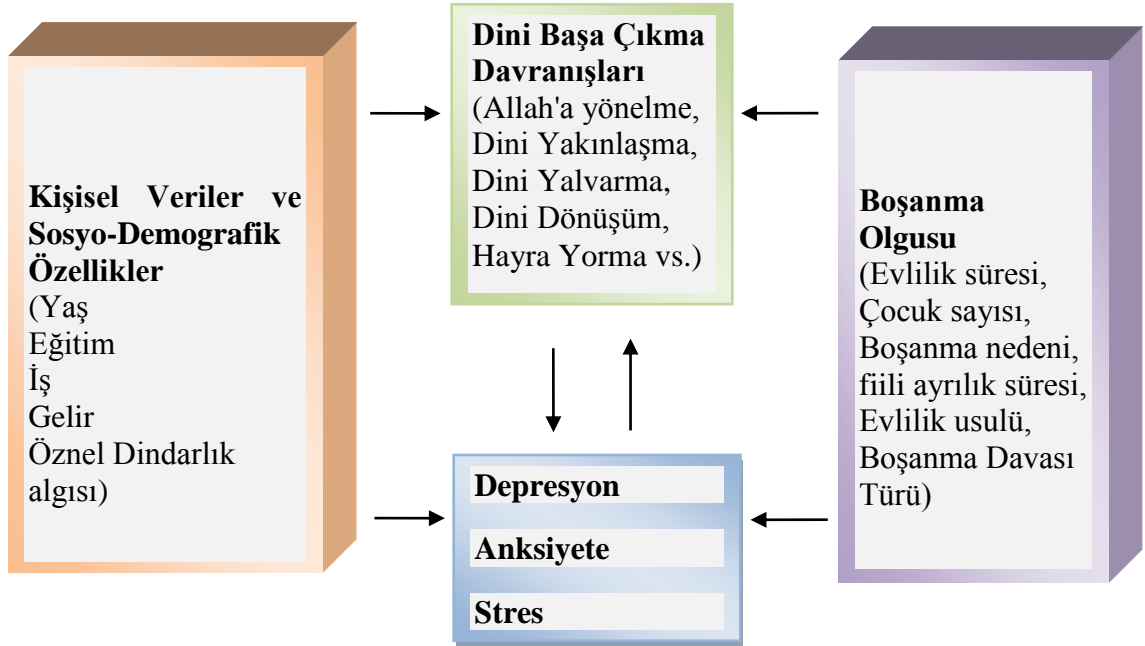 Kişisel Veriler ve
Sosyo-Demografik
Özellikler
(Yaş
Eğitim
İş
Gelir
Öznel Dindarlık
algısı)
Dini Başa Çıkma
Davranışları
(Allah'a yönelme,
Dini Yakınlaşma,
Dini Yalvarma,
Dini Dönüşüm,
Hayra Yorma vs.)
Depresyon
Anksiyete
Stres
Boşanma
Olgusu
(Evlilik süresi,
Çocuk sayısı,
Boşanma nedeni,
fiili ayrılık süresi,
Evlilik usulü,
Boşanma Davası
Türü)